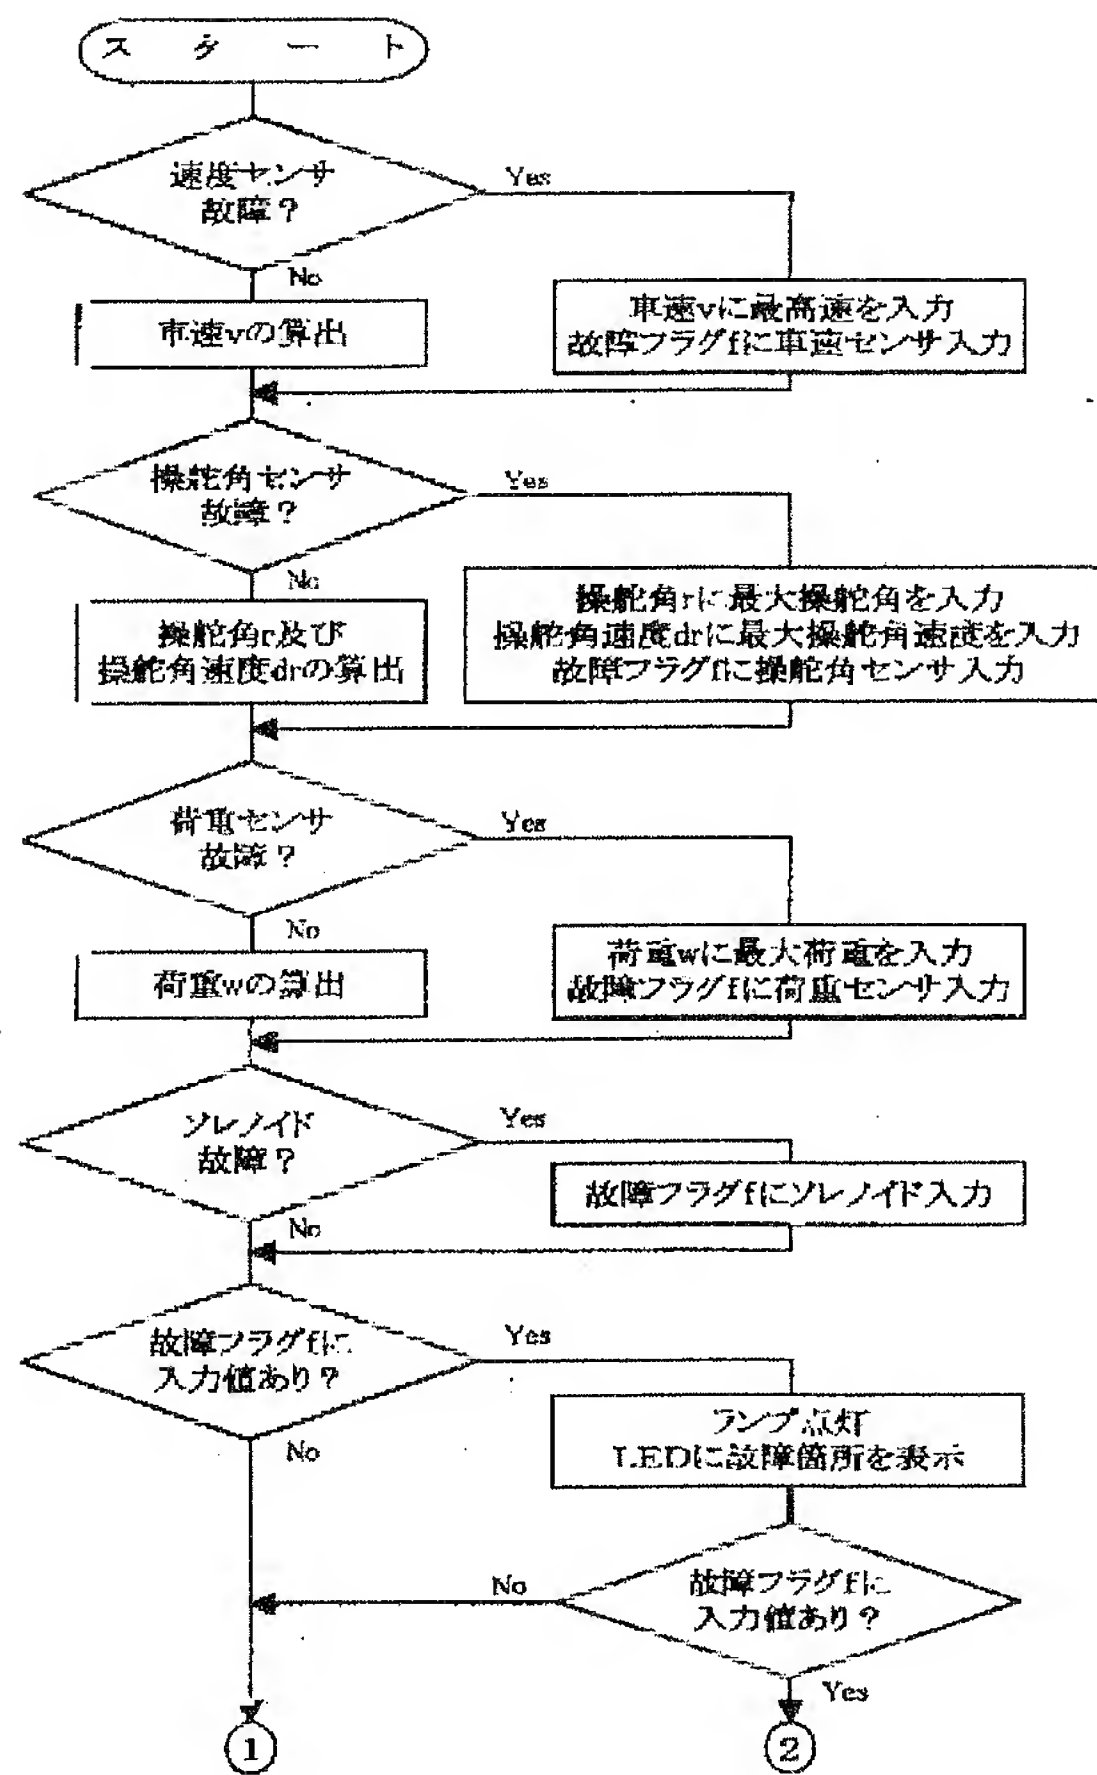 スタート
速度センサ
故障？
Yes
No
車速vの算出
車速vに最高速を入力
故障フラグfに車速センサ入力
操舵角センサ
故障？
Yes
No
操舵角r及び
操舵角速度drの算出
操舵角rに最大操舵角を入力
操舵角速度drに最大操舵角速度を入力
故障フラグfに操舵角センサ入力
荷重センサ
故障？
Yes
No
荷重wの算出
荷重wに最大荷重を入力
故障フラグfに荷重センサ入力
ソレノイド
故障？
Yes
No
故障フラグfにソレノイド入力
故障フラグfに
入力値あり？
Yes
No
ランプ点灯
LEDに故障箇所を表示
故障フラグfに
入力値あり？
No
Yes
1
2